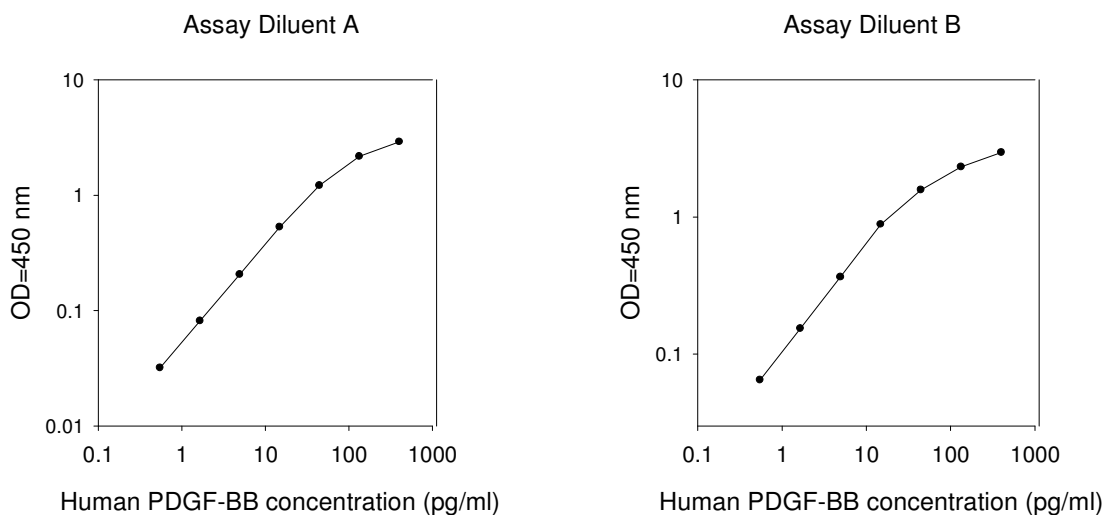 Assay Diluent A
10
1
0.1
0.01
OD=450 nm
0.1 1 10 100 1000
Human PDGF-BB concentration (pg/ml)
Assay Diluent B
10
1
0.1
OD=450 nm
0.1 1 10 100 1000
Human PDGF-BB concentration (pg/ml)